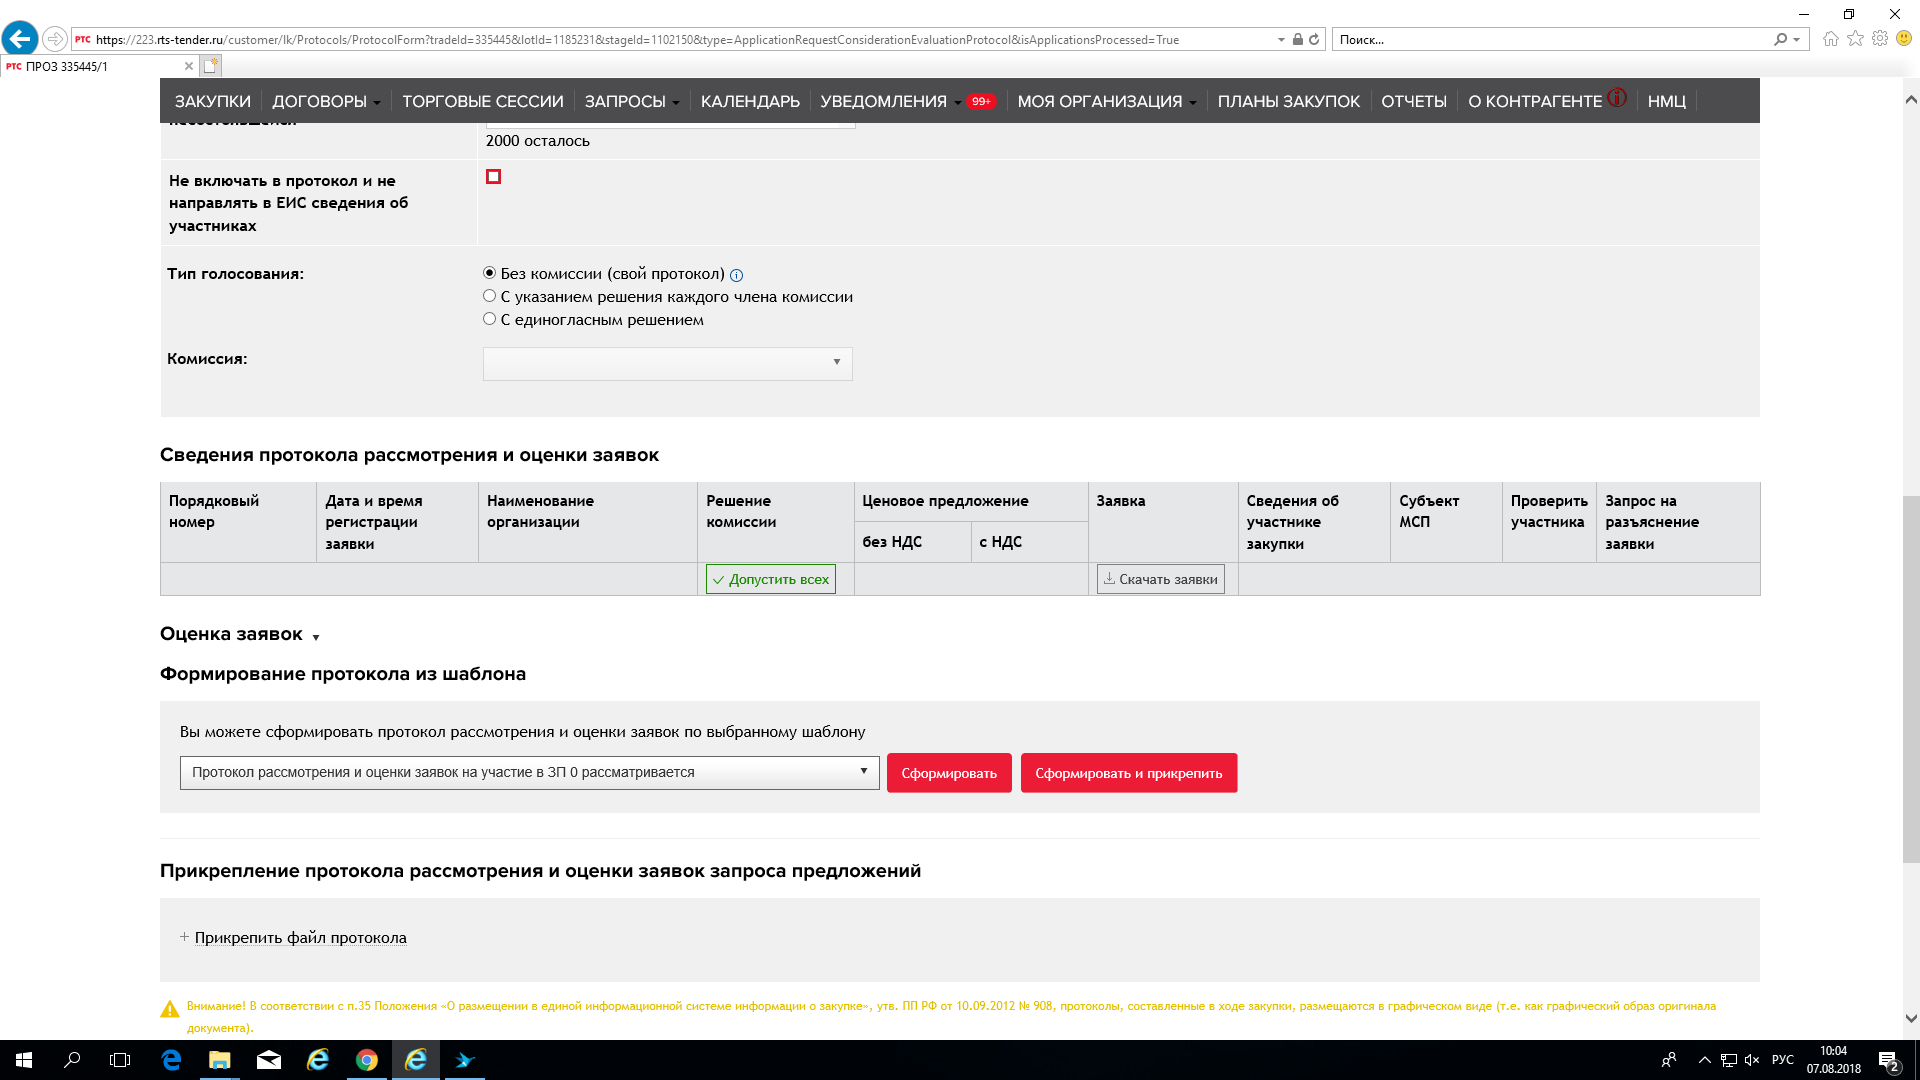 https://223.rts-tender.ru/customer/lk/Protocols/ProtocolForm?tradeId=335445&lotId=1185231&stageId=1102150&type=ApplicationRequestConsiderationEvaluationProtocol&isApplicationsProcessed=True
Поиск...
РТС ПРОЗ 335445/1
ЗАКУПКИ ДОГОВОРЫ ТОРГОВЫЕ СЕССИИ ЗАПРОСЫ КАЛЕНДАРЬ УВЕДОМЛЕНИЯ 99+ МОЯ ОРГАНИЗАЦИЯ ПЛАНЫ ЗАКУПОК ОТЧЕТЫ О КОНТРАГЕНТЕ НМЦ
2000 осталось
Не включать в протокол и не
направлять в ЕИС сведения об
участниках
Тип голосования:
Без комиссии (свой протокол)
С указанием решения каждого члена комиссии
С единогласным решением
Комиссия:
Сведения протокола рассмотрения и оценки заявок
Порядковый
номер
Дата и время
регистрации
заявки
Наименование
организации
Решение
комиссии
Ценовое предложение
без НДС
с НДС
Заявка
Сведения об
участнике
закупки
Субъект
МСП
Проверить
участника
Запрос на
разъяснение
заявки
Допустить всех
Скачать заявки
Оценка заявок
Формирование протокола из шаблона
Вы можете сформировать протокол рассмотрения и оценки заявок по выбранному шаблону
Протокол рассмотрения и оценки заявок на участие в ЗП 0 рассматривается
Сформировать
Сформировать и прикрепить
Прикрепление протокола рассмотрения и оценки заявок запроса предложений
+ Прикрепить файл протокола
Внимание! В соответствии с п.35 Положения «О размещении в единой информационной системе информации о закупке», утв. ПП РФ от 10.09.2012 № 908, протоколы, составленные в ходе закупки, размещаются в графическом виде (т.е. как графический образ оригинала
документа).
РУС
10:04
07.08.2018
2